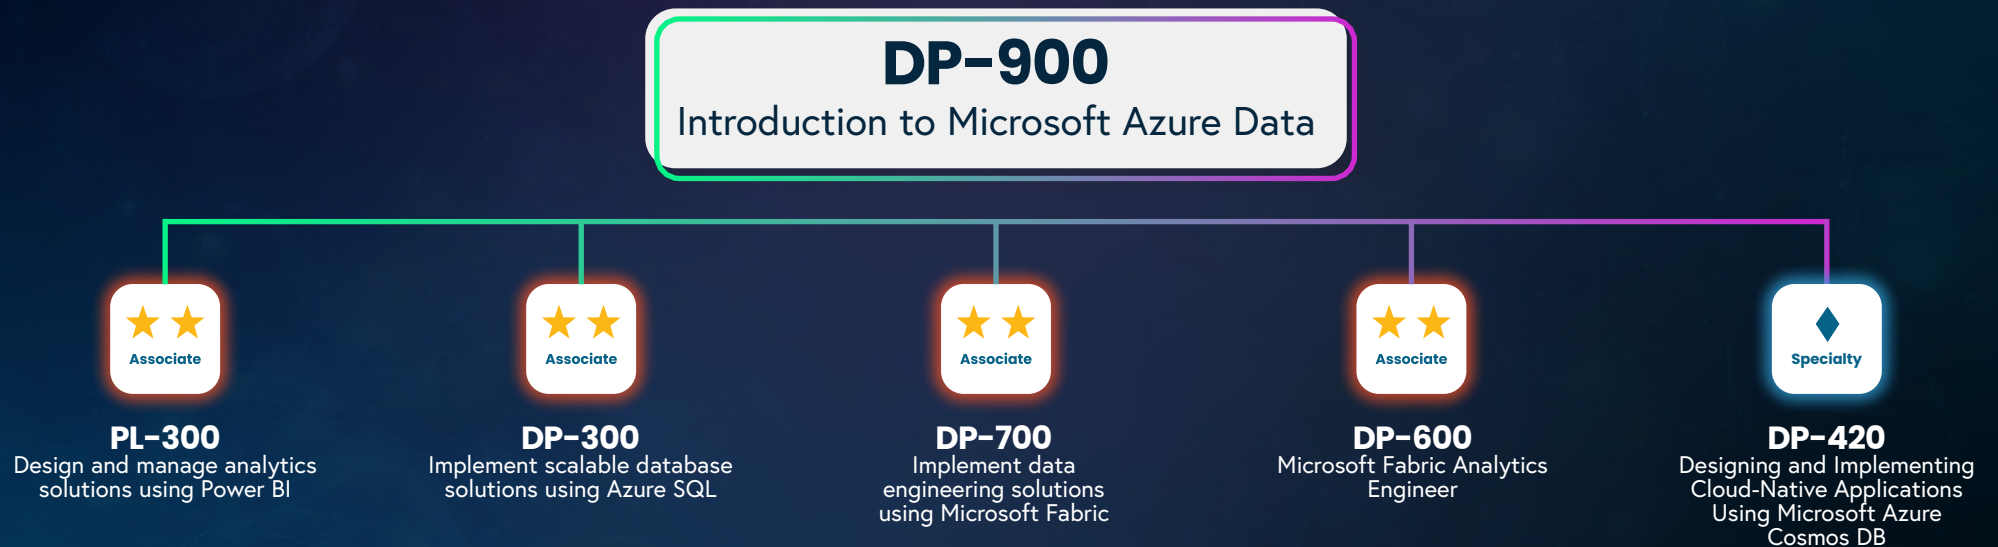 DP-900
Introduction to Microsoft Azure Data
Associate
PL-300
Design and manage analytics
solutions using Power BI
Associate
DP-300
Implement scalable database
solutions using Azure SQL
Associate
DP-700
Implement data
engineering solutions
using Microsoft Fabric
Associate
DP-600
Microsoft Fabric Analytics
Engineer
Specialty
DP-420
Designing and Implementing
Cloud-Native Applications
Using Microsoft Azure
Cosmos DB